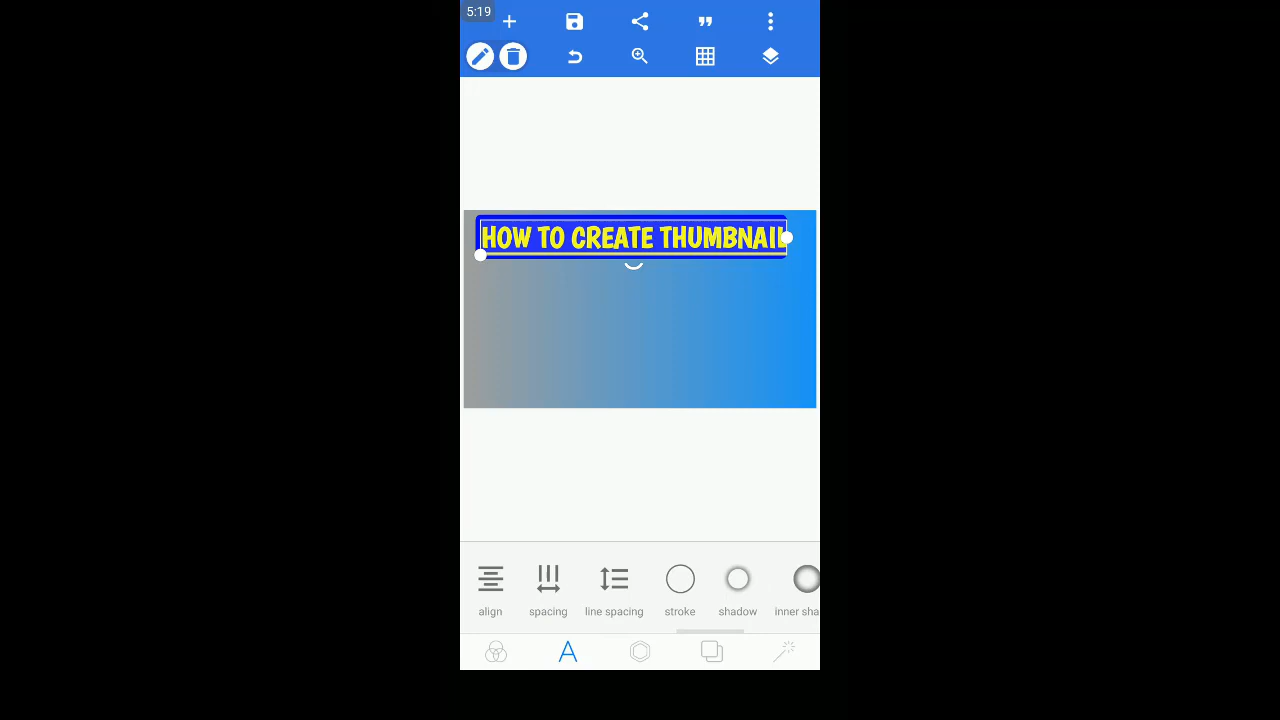 5:19
HOW TO CREATE THUMBNAIL
align spacing line spacing stroke shadow inner sha